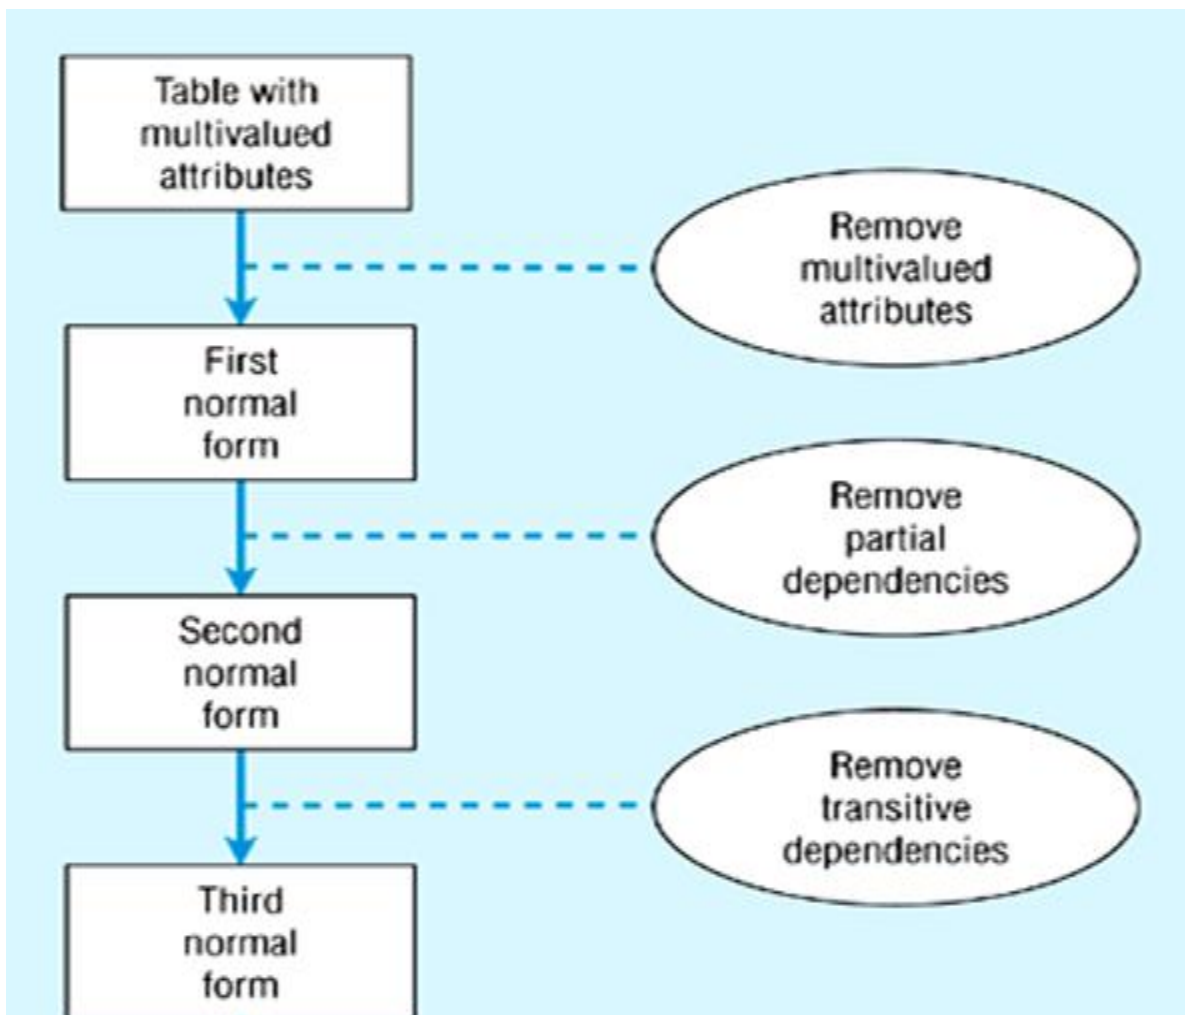 Table with
multivalued
attributes
Remove
multivalued
attributes
First
normal
form
Remove
partial
dependencies
Second
normal
form
Remove
transitive
dependencies
Third
normal
form